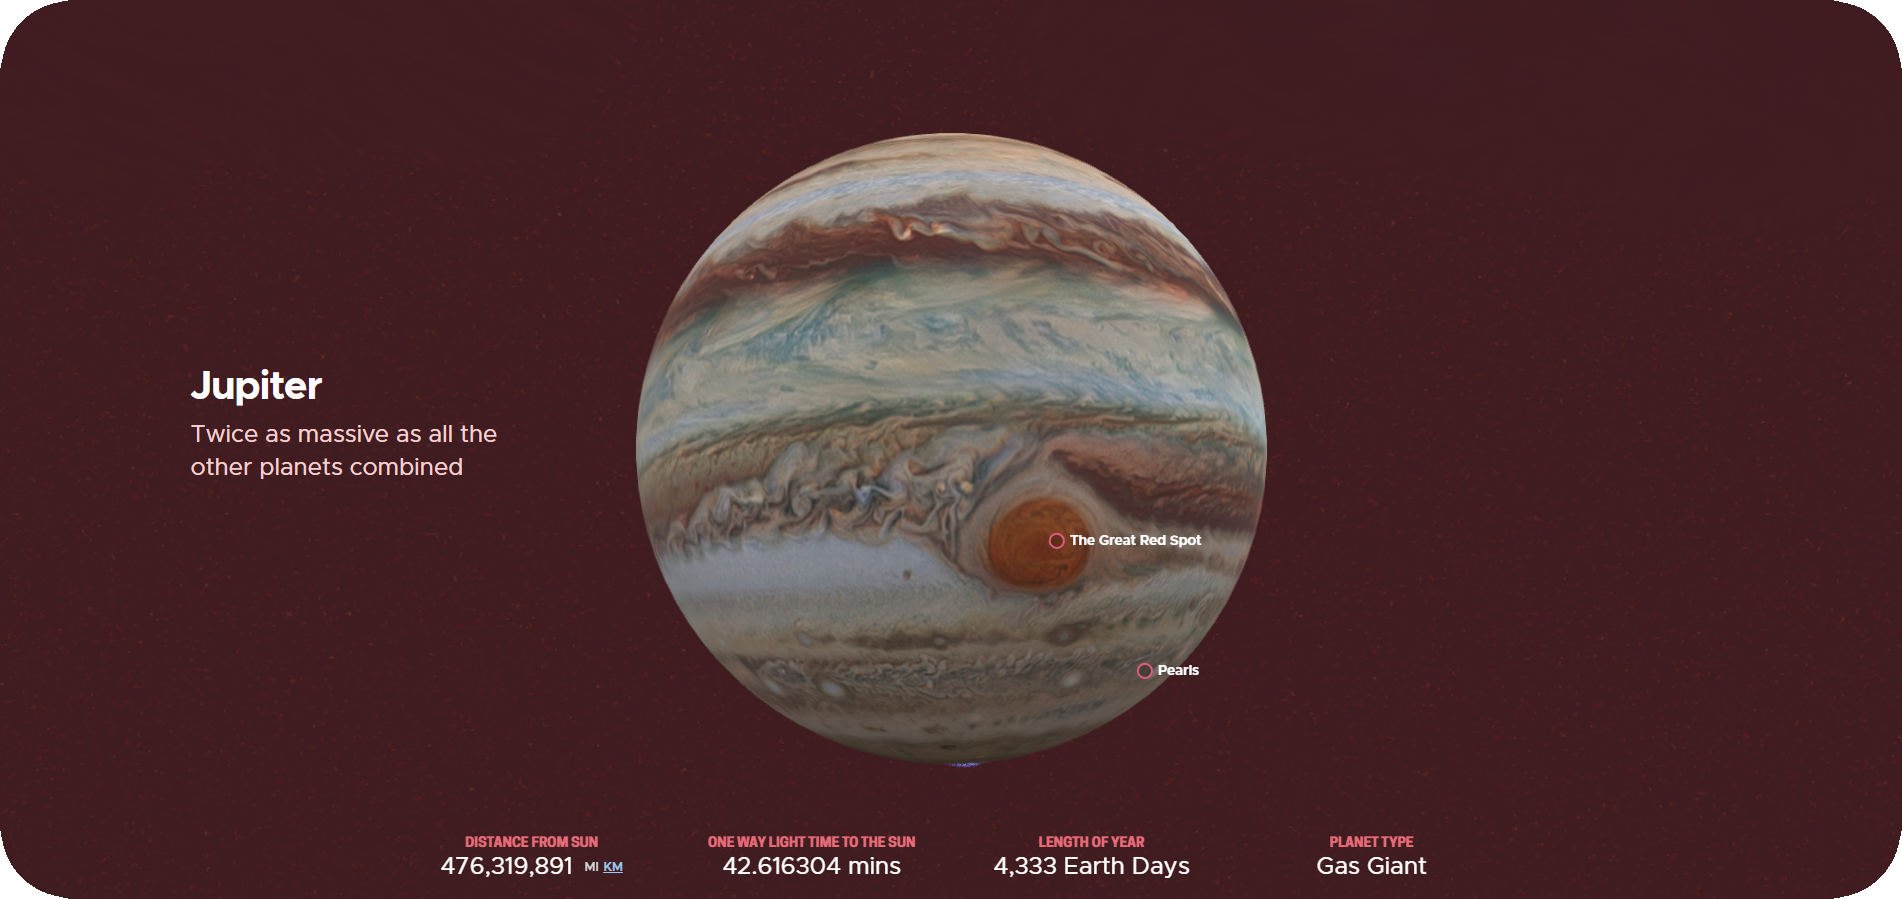 Jupiter
Twice as massive as all the
other planets combined
The Great Red Spot
Pearls
DISTANCE FROM SUN
476,319,891 MI KM
ONE WAY LIGHT TIME TO THE SUN
42.616304 mins
LENGTH OF YEAR
4,333 Earth Days
PLANET TYPE
Gas Giant